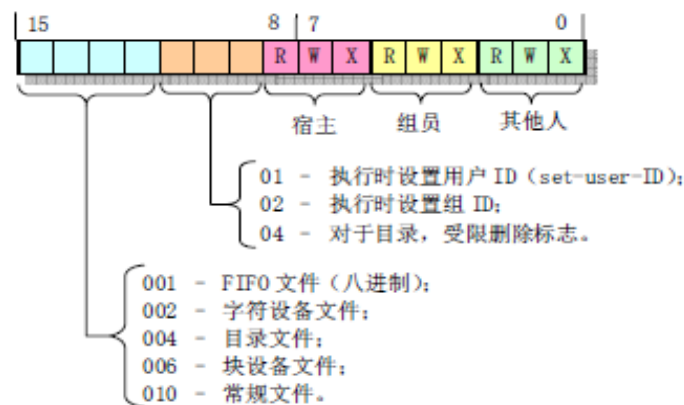 15 8 7 0
R W X R W X R W X
宿主 组员 其他人
01 - 执行时设置用户 ID（set-user-ID);
02 - 执行时设置组 ID;
04 - 对于目录，受限删除标志。
001 - FIFO 文件（八进制）;
002 - 字符设备文件;
004 - 目录文件;
006 - 块设备文件;
010 - 常规文件。